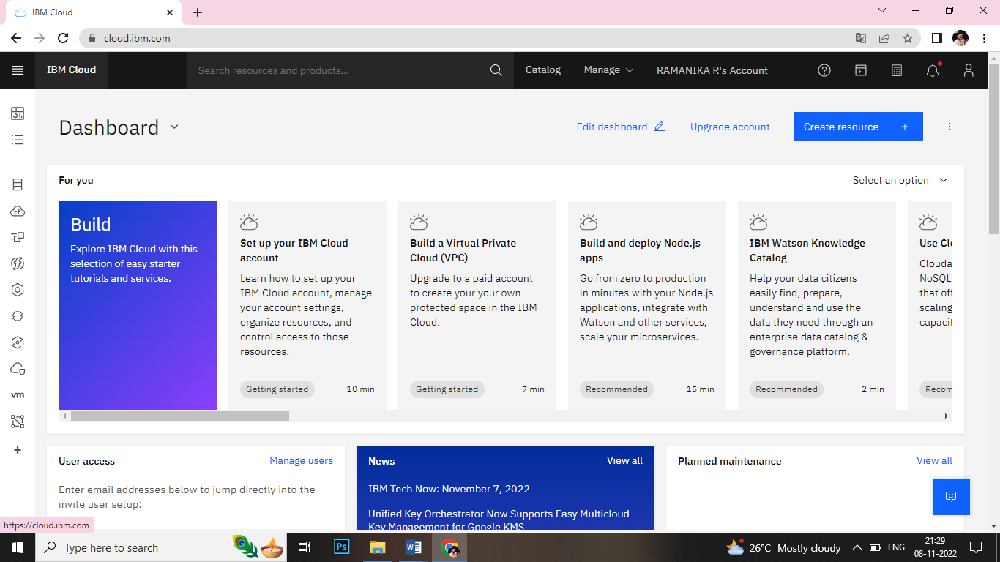 IBM Cloud
cloud.ibm.com
IBM Cloud
Search resources and products...
Catalog
Manage
RAMANIKA R's Account
Dashboard
Edit dashboard
Upgrade account
Create resource +
For you
Select an option
Build
Explore IBM Cloud with this
selection of easy starter
tutorials and services.
Set up your IBM Cloud
account
Learn how to set up your
IBM Cloud account, manage
your account settings,
organize resources, and
control access to those
resources.
Getting started
10 min
Build a Virtual Private
Cloud (VPC)
Upgrade to a paid account
to create your your own
protected space in the IBM
Cloud.
Getting started
7 min
Build and deploy Node.js
apps
Go from zero to production
in minutes with your Node.js
applications, integrate with
Watson and other services,
scale your microservices.
Recommended
15 min
IBM Watson Knowledge
Catalog
Help your data citizens
easily find, prepare,
understand and use the
data they need through an
enterprise data catalog &
governance platform.
Recommended
2 min
Use Clo
Clouda
NoSQL
that off
scaling
capacit
Recom
cf
vm
User access
Manage users
Enter email addresses below to jump directly into the
invite user setup:
News
View all
IBM Tech Now: November 7, 2022
Unified Key Orchestrator Now Supports Easy Multicloud
Key Management for Google KMS
Planned maintenance
View all
https://cloud.ibm.com
Type here to search
Ps
W
26°C Mostly cloudy
ENG
21:29
08-11-2022